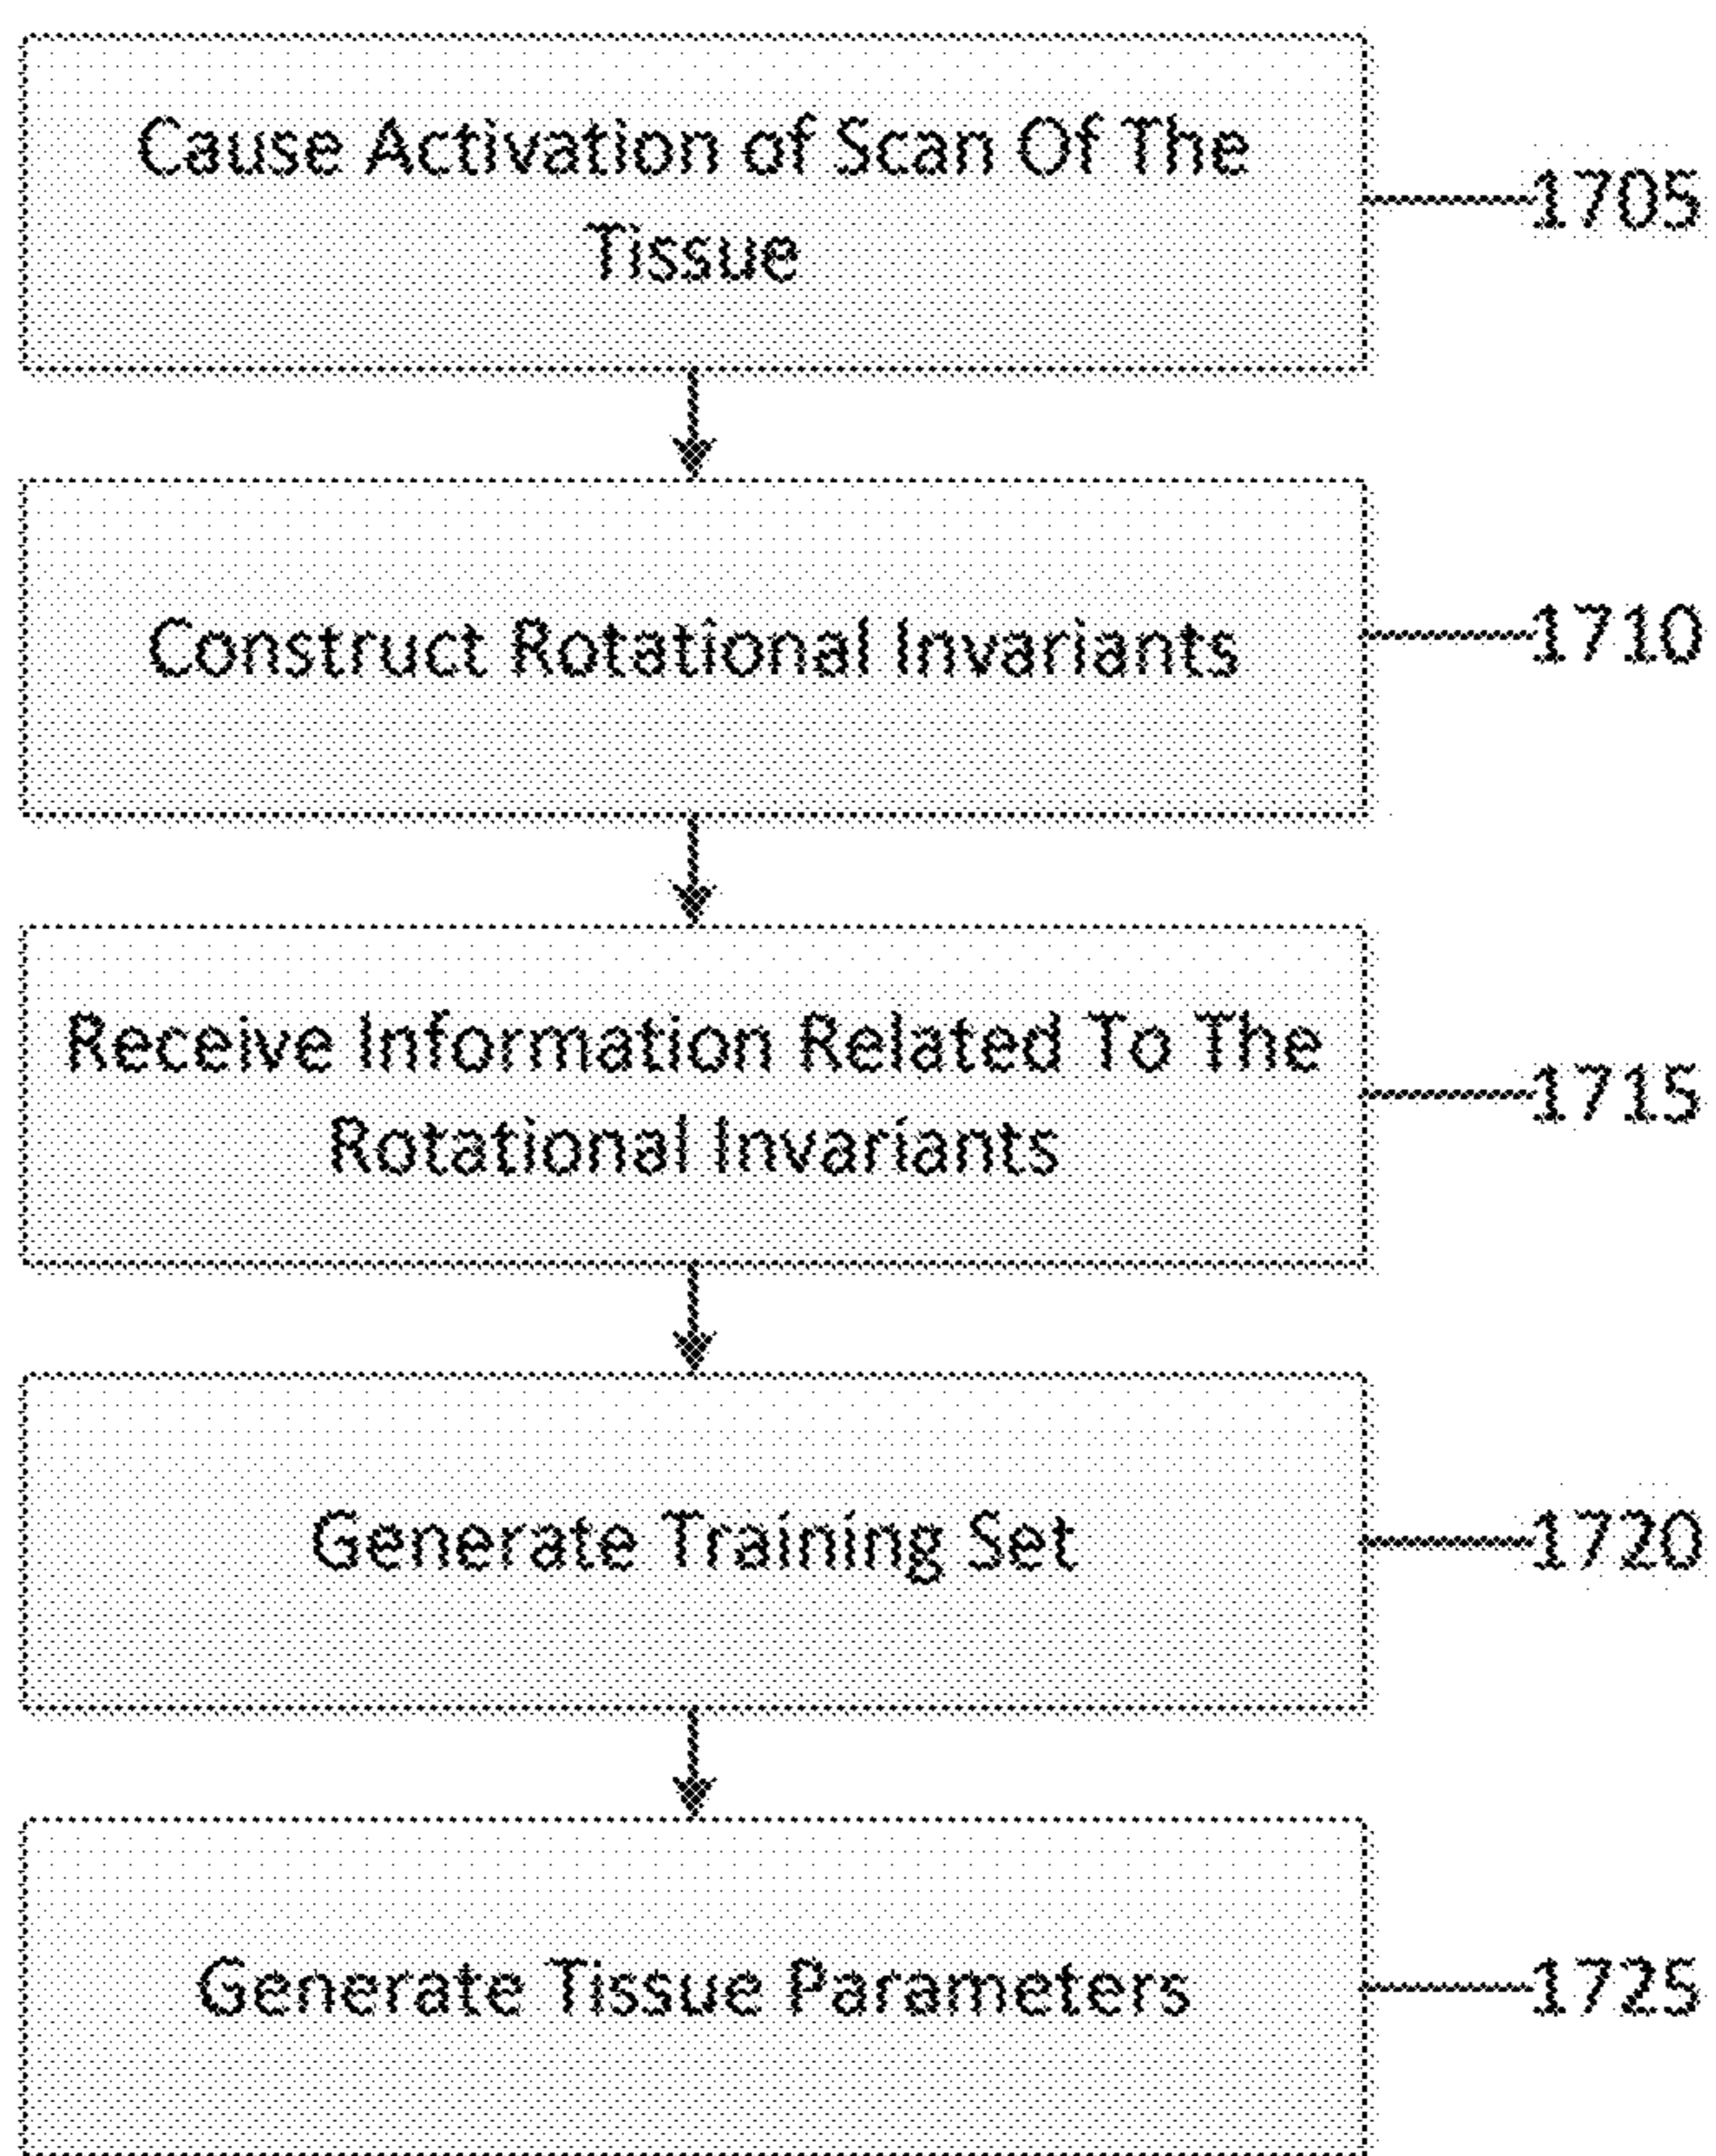 Cause Activation of Scan Of The
Tissue
1705
Construct Rotational Invariants
1710
Receive Information Related To The
Rotational Invariants
1715
Generate Training Set
1720
Generate Tissue Parameters
1725